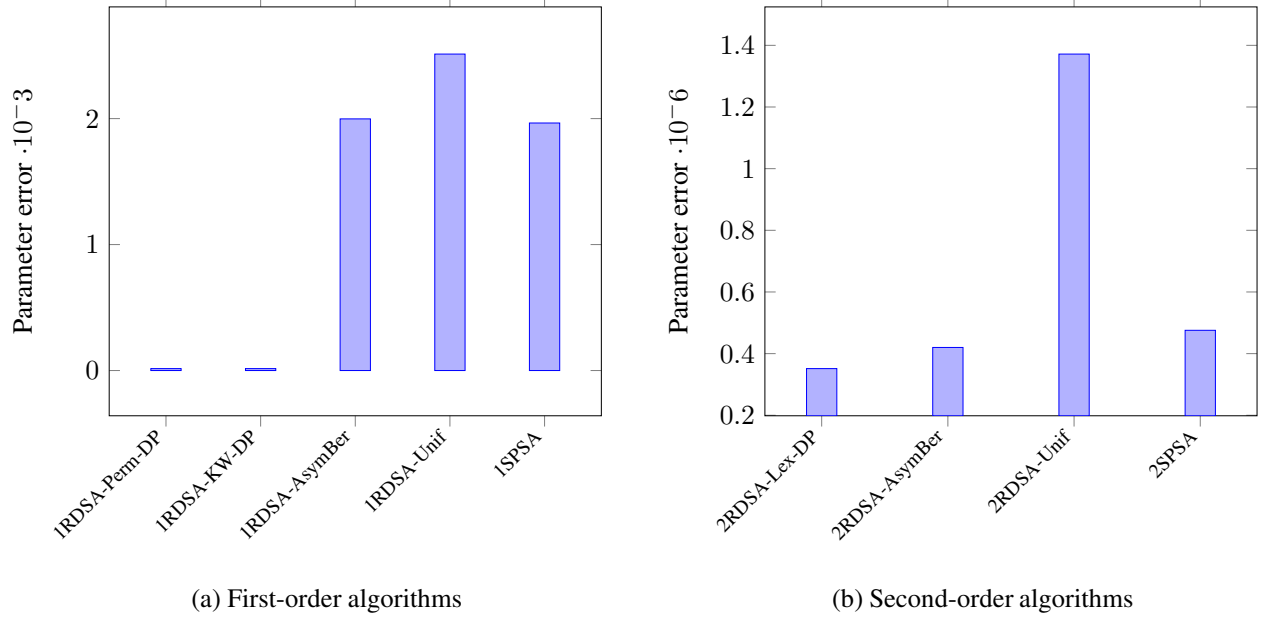 Parameter error ·10⁻3
2
1
0
1RDSA-Perm-DP
1RDSA-KW-DP
1RDSA-AsymBer
1RDSA-Unif
1SPSA
(a) First-order algorithms
Parameter error ·10⁻6
1.4
1.2
1
0.8
0.6
0.4
0.2
2RDSA-Lex-DP
2RDSA-AsymBer
2RDSA-Unif
2SPSA
(b) Second-order algorithms